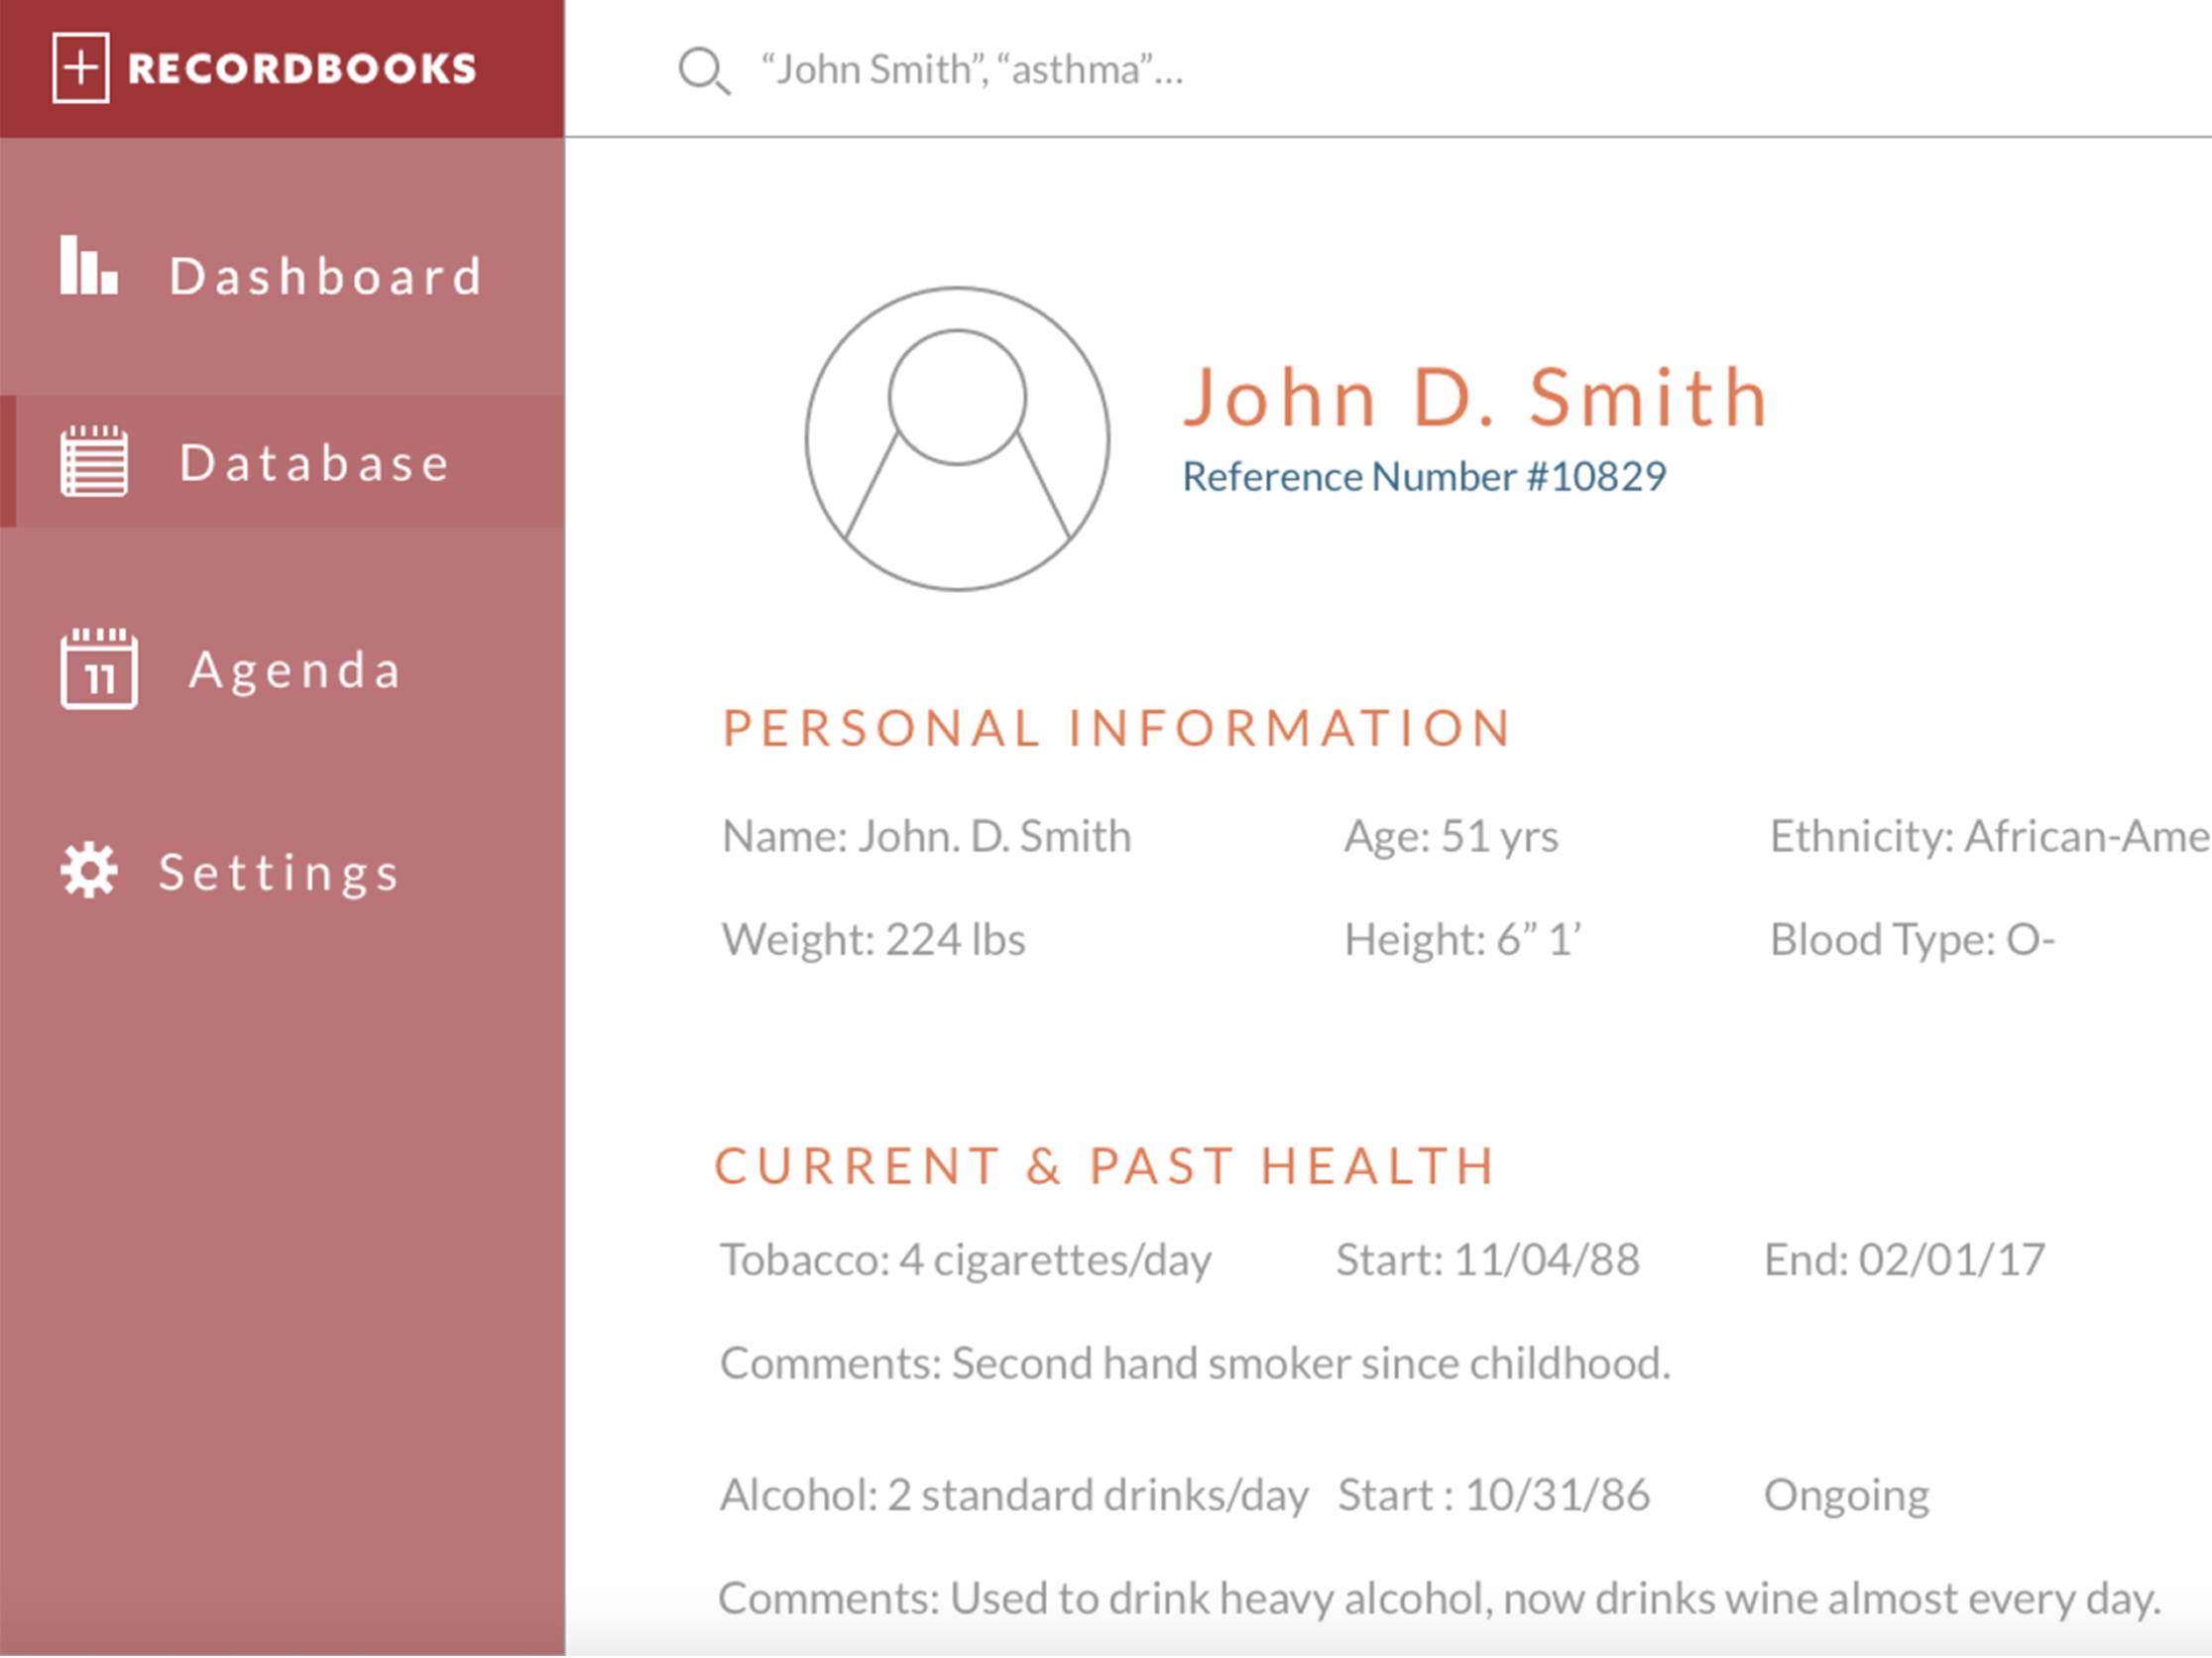 RECORDBOOKS
"John Smith", "asthma"...
Dashboard
Database
Agenda
11
Settings
John D. Smith
Reference Number #10829
PERSONAL INFORMATION
Name: John. D. Smith Age: 51 yrs Ethnicity: African-Ame
Weight: 224 lbs Height: 6” 1’ Blood Type: O-
CURRENT & PAST HEALTH
Tobacco: 4 cigarettes/day Start: 11/04/88 End: 02/01/17
Comments: Second hand smoker since childhood.
Alcohol: 2 standard drinks/day Start : 10/31/86 Ongoing
Comments: Used to drink heavy alcohol, now drinks wine almost every day.